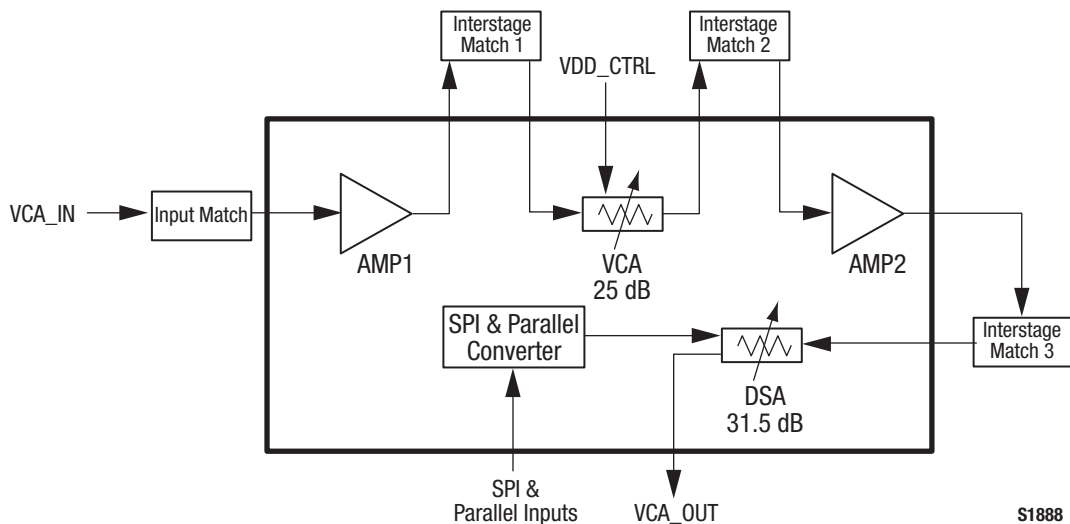 Interstage
Match 1
Interstage
Match 2
VDD_CTRL
VCA_IN
Input Match
AMP1
VCA
25 dB
AMP2
SPI & Parallel
Converter
DSA
31.5 dB
Interstage
Match 3
SPI &
Parallel Inputs
VCA_OUT
S1888